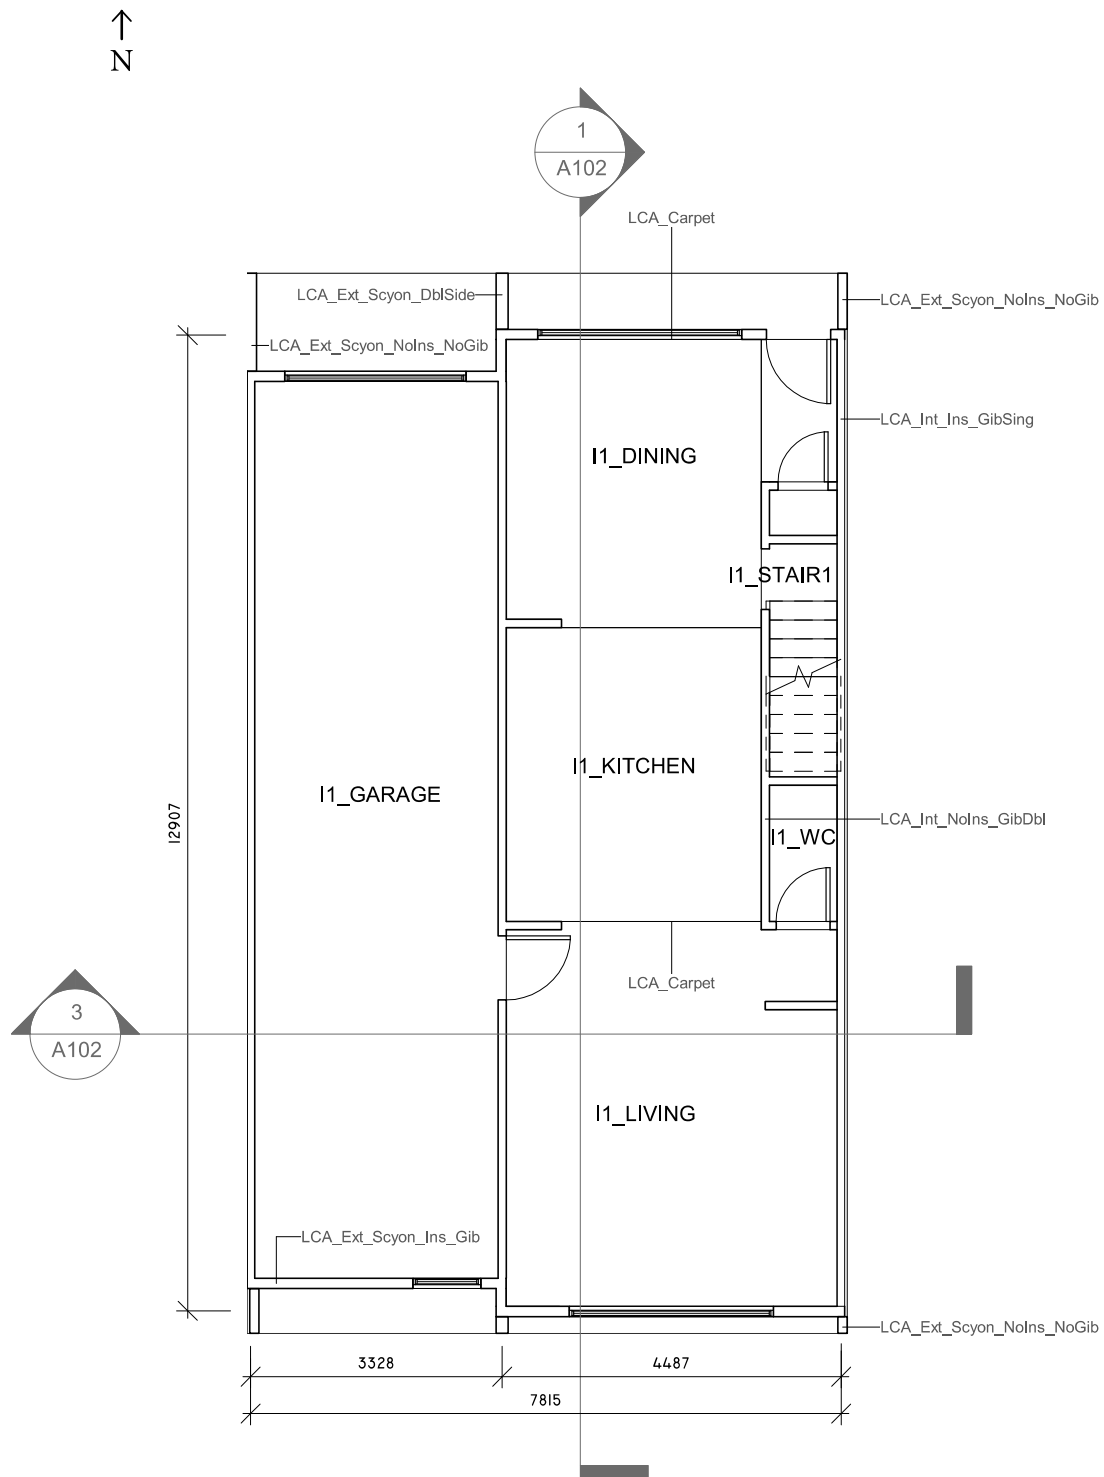 N
1
A102
LCA_Carpet
LCA_Ext_Scyon_DblSide
LCA_Ext_Scyon_NoIns_NoGib
LCA_Ext_Scyon_NoIns_NoGib
LCA_Int_Ins_GibSing
I1_DINING
I1_STAIR1
I1_KITCHEN
I1_GARAGE
12907
LCA_Int_NoIns_GibDbl
I1_WC
LCA_Carpet
3
A102
I1_LIVING
LCA_Ext_Scyon_Ins_Gib
LCA_Ext_Scyon_NoIns_NoGib
3328
4487
7815